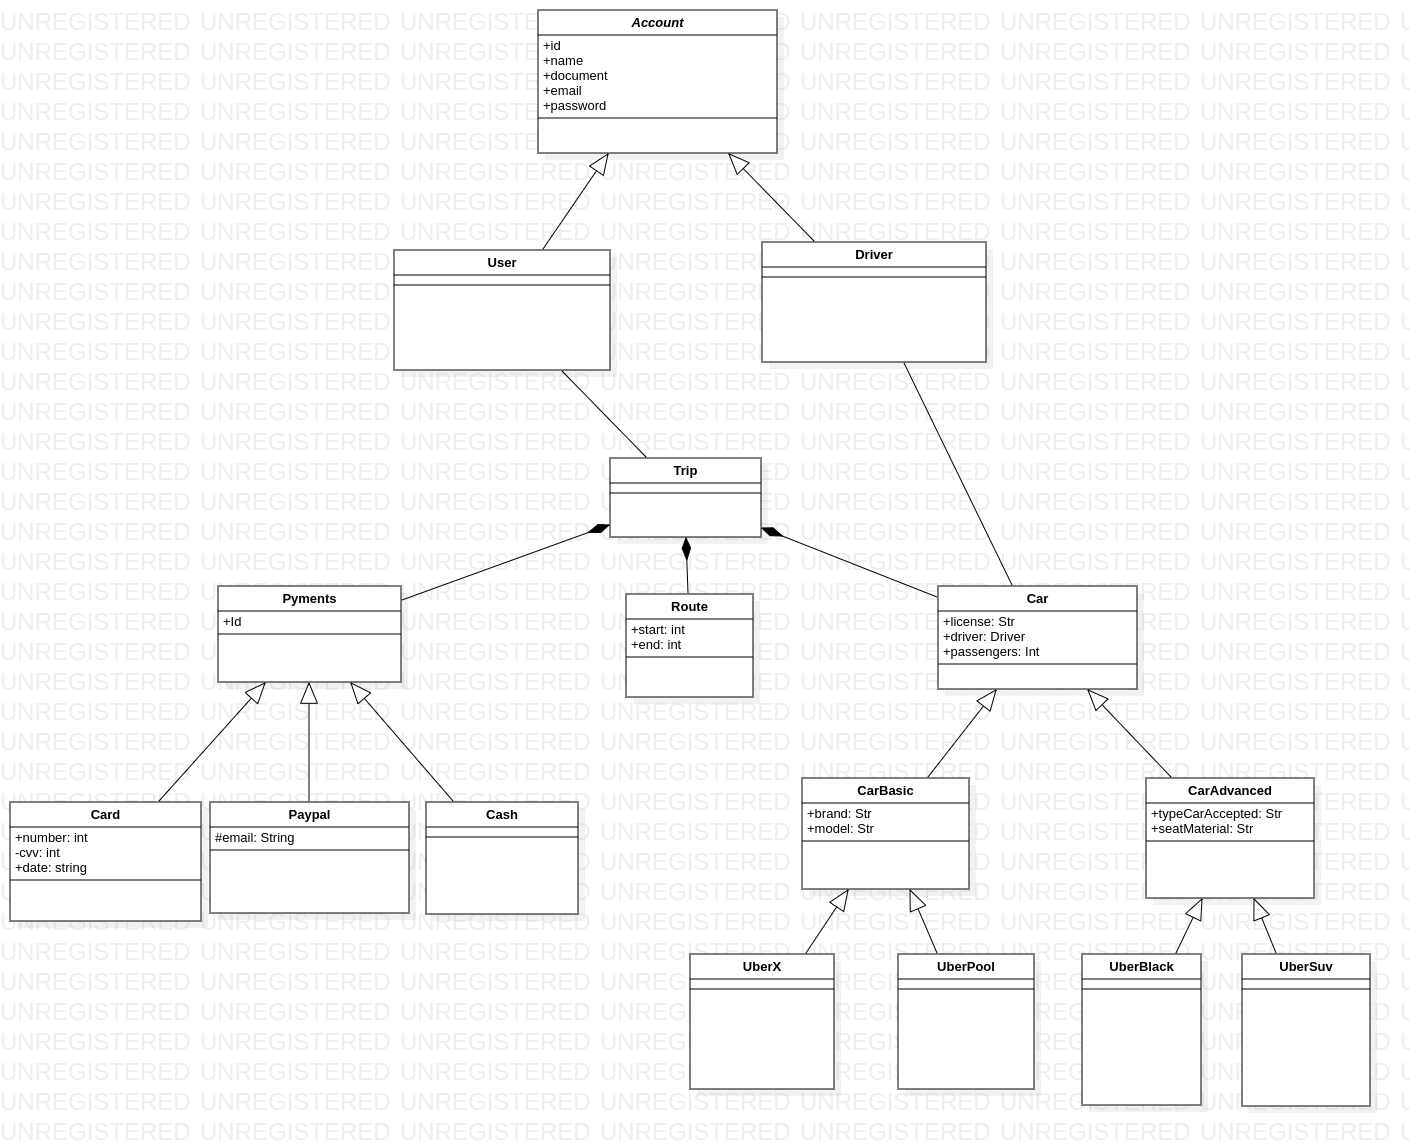 Account
+id
+name
+document
+email
+password
User
Driver
Trip
Pyments
+Id
Route
+start: int
+end: int
Car
+license: Str
+driver: Driver
+passengers: Int
Card
+number: int
-cvv: int
+date: string
Paypal
#email: String
Cash
CarBasic
+brand: Str
+model: Str
CarAdvanced
+typeCarAccepted: Str
+seatMaterial: Str
UberX
UberPool
UberBlack
UberSuv
UNREGISTERED